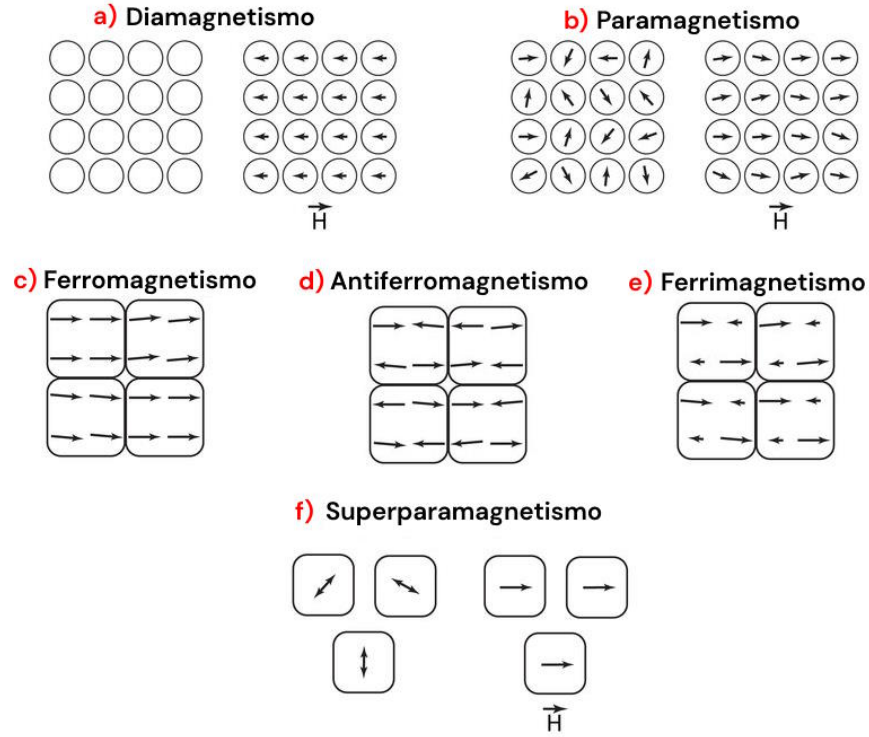 a) Diamagnetismo
b) Paramagnetismo
H
H
c) Ferromagnetismo
d) Antiferromagnetismo
e) Ferrimagnetismo
f) Superparamagnetismo
H